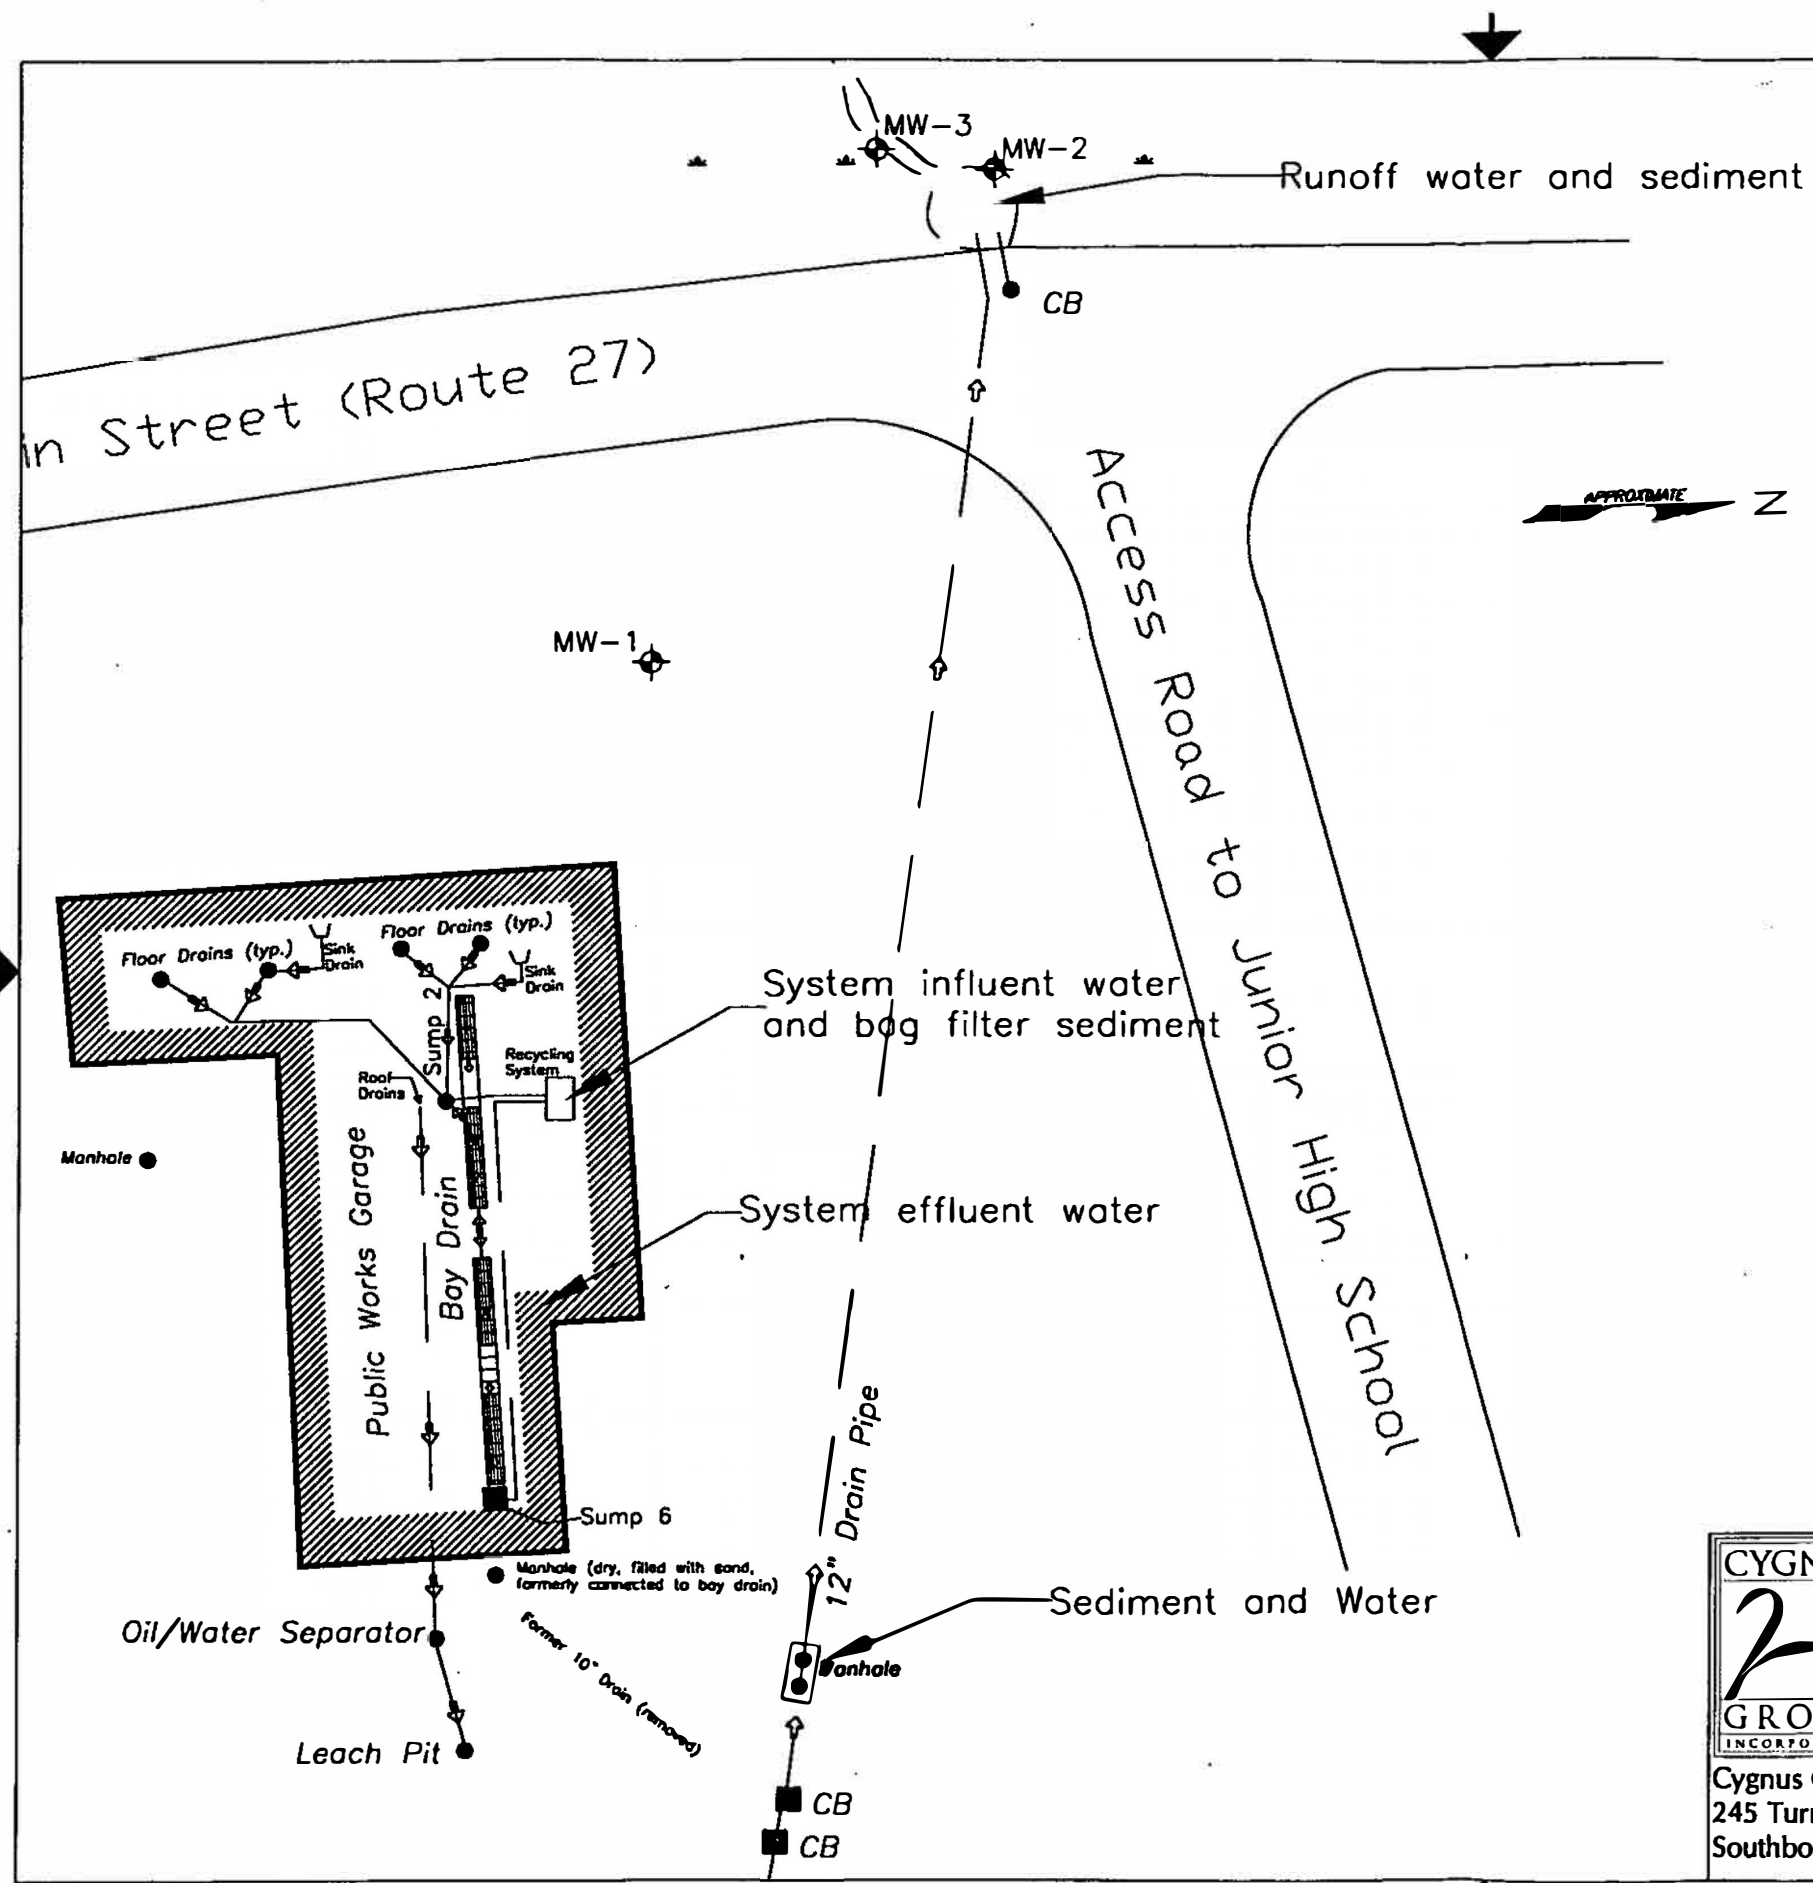 MW-3
MW-2
Runoff water and sediment
CB
in Street (Route 27)
Access Road to Junior High School
APPROXIMATE
N
MW-1
Floor Drains (typ.)
Sink
Drain
Floor Drains (typ.)
Sink
Drain
System influent water
and bag filter sediment
Sump 2
Recycling
System
Roof
Drains
Manhole
Public Works Garage
Bay Drain
System effluent water
Sump 6
Manhole (dry, filled with sand,
formerly connected to bay drain)
12" Drain Pipe
Sediment and Water
Oil/Water Separator
Former 10" Drain (removed)
Manhole
Leach Pit
CB
CB
CYGN
GRO
INCORPO
Cygnus
245 Turn
Southbo